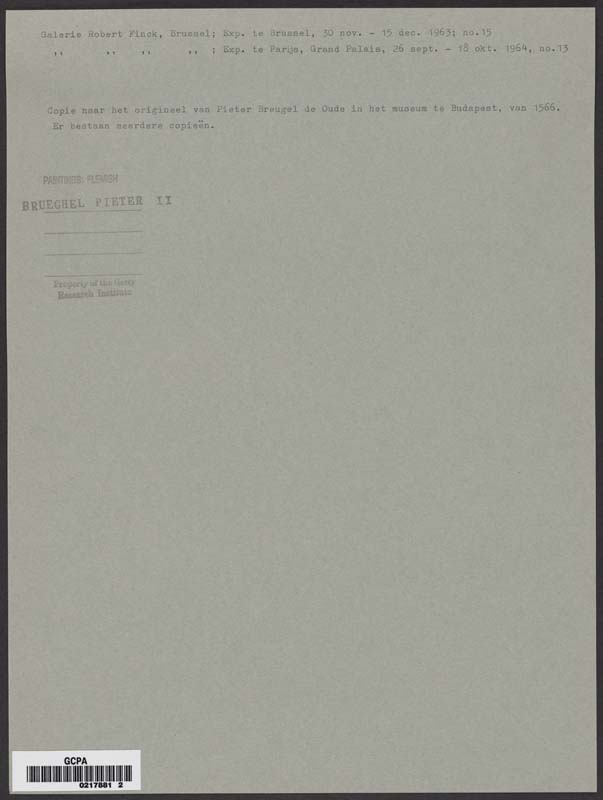 Galerie Robert Finck, Brussel; Exp. te Brussel, 30 nov. - 15 dec. 1963; no.15
,, ,, ,, ,, ; Exp. te Parijs, Grand Palais, 26 sept. - 18 okt. 1964, no.13
Copie naar het origineel van Pieter Breugel de Oude in het museum te Budapest, van 1566.
Er bestaan meerdere copieën.
PAINTINGS: FLEMISH
BRUEGHEL PIETER II
Property of the Getty
Research Institute
GCPA
0217881 2